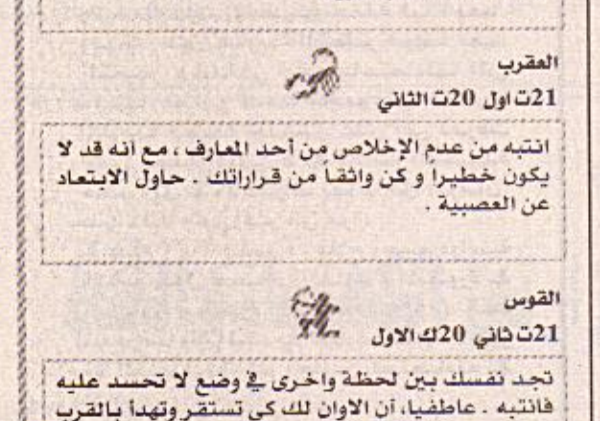 العقرب
21ت اول 20ت الثاني
انتبه من عدم الإخلاص من أحد المعارف ، مع انه قد لا
يكون خطيراً و كن واثقاً من قراراتك . حاول الابتعاد
عن العصبية .
القوس
21ت ثاني 20ك الاول
تجد نفسك بين لحظة واخرى في وضع لا تحسد عليه
فانتبه . عاطفيا، آن الاوان لك كي تستقر وتهدأ بالقرب